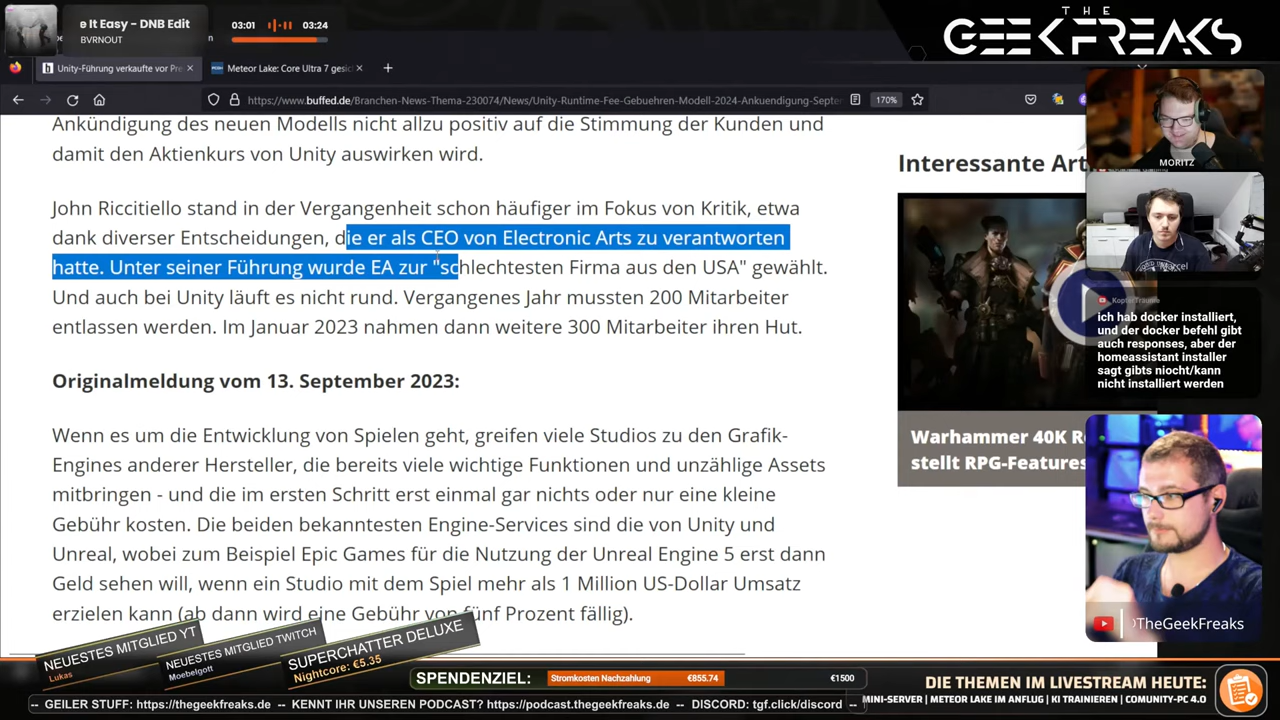 e It Easy - DNB Edit
BVRNOUT
03:01
03:24
THE
GEEKFREAKS
Unity-Führung verkaufte vor Pre
Meteor Lake: Core Ultra 7 gesic
https://www.buffed.de/Branchen-News-Thema-230074/News/Unity-Runtime-Fee-Gebuehren-Modell-2024-Ankuendigung-Septe
170%
Ankündigung des neuen Modells nicht allzu positiv auf die Stimmung der Kunden und
damit den Aktienkurs von Unity auswirken wird.
John Riccitiello stand in der Vergangenheit schon häufiger im Fokus von Kritik, etwa
dank diverser Entscheidungen, die er als CEO von Electronic Arts zu verantworten
hatte. Unter seiner Führung wurde EA zur "schlechtesten Firma aus den USA" gewählt.
Und auch bei Unity läuft es nicht rund. Vergangenes Jahr mussten 200 Mitarbeiter
entlassen werden. Im Januar 2023 nahmen dann weitere 300 Mitarbeiter ihren Hut.
Originalmeldung vom 13. September 2023:
Wenn es um die Entwicklung von Spielen geht, greifen viele Studios zu den Grafik-
Engines anderer Hersteller, die bereits viele wichtige Funktionen und unzählige Assets
mitbringen - und die im ersten Schritt erst einmal gar nichts oder nur eine kleine
Gebühr kosten. Die beiden bekanntesten Engine-Services sind die von Unity und
Unreal, wobei zum Beispiel Epic Games für die Nutzung der Unreal Engine 5 erst dann
Geld sehen will, wenn ein Studio mit dem Spiel mehr als 1 Million US-Dollar Umsatz
erzielen kann (ab dann wird eine Gebühr von fünf Prozent fällig).
Interessante Art
Warhammer 40K R
stellt RPG-Features
MORITZ
KopterTraume
ich hab docker installiert,
und der docker befehl gibt
auch responses, aber der
homeassistant installer
sagt gibts niocht/kann
nicht installiert werden
TheGeekFreaks
NEUESTES MITGLIED YT
Lukas
NEUESTES MITGLIED TWITCH
Moebelgott
SUPERCHATTER DELUXE
Nightcore: €5.35
SPENDENZIEL:
Stromkosten Nachzahlung
€855.74
€1500
DIE THEMEN IM LIVESTREAM HEUTE:
MINI-SERVER | METEOR LAKE IM ANFLUG | KI TRAINIEREN | COMUNITY-PC 4.0
-- GEILER STUFF: https://thegeekfreaks.de -- KENNT IHR UNSEREN PODCAST? https://podcast.thegeekfreaks.de -- DISCORD: tgf.click/discord --